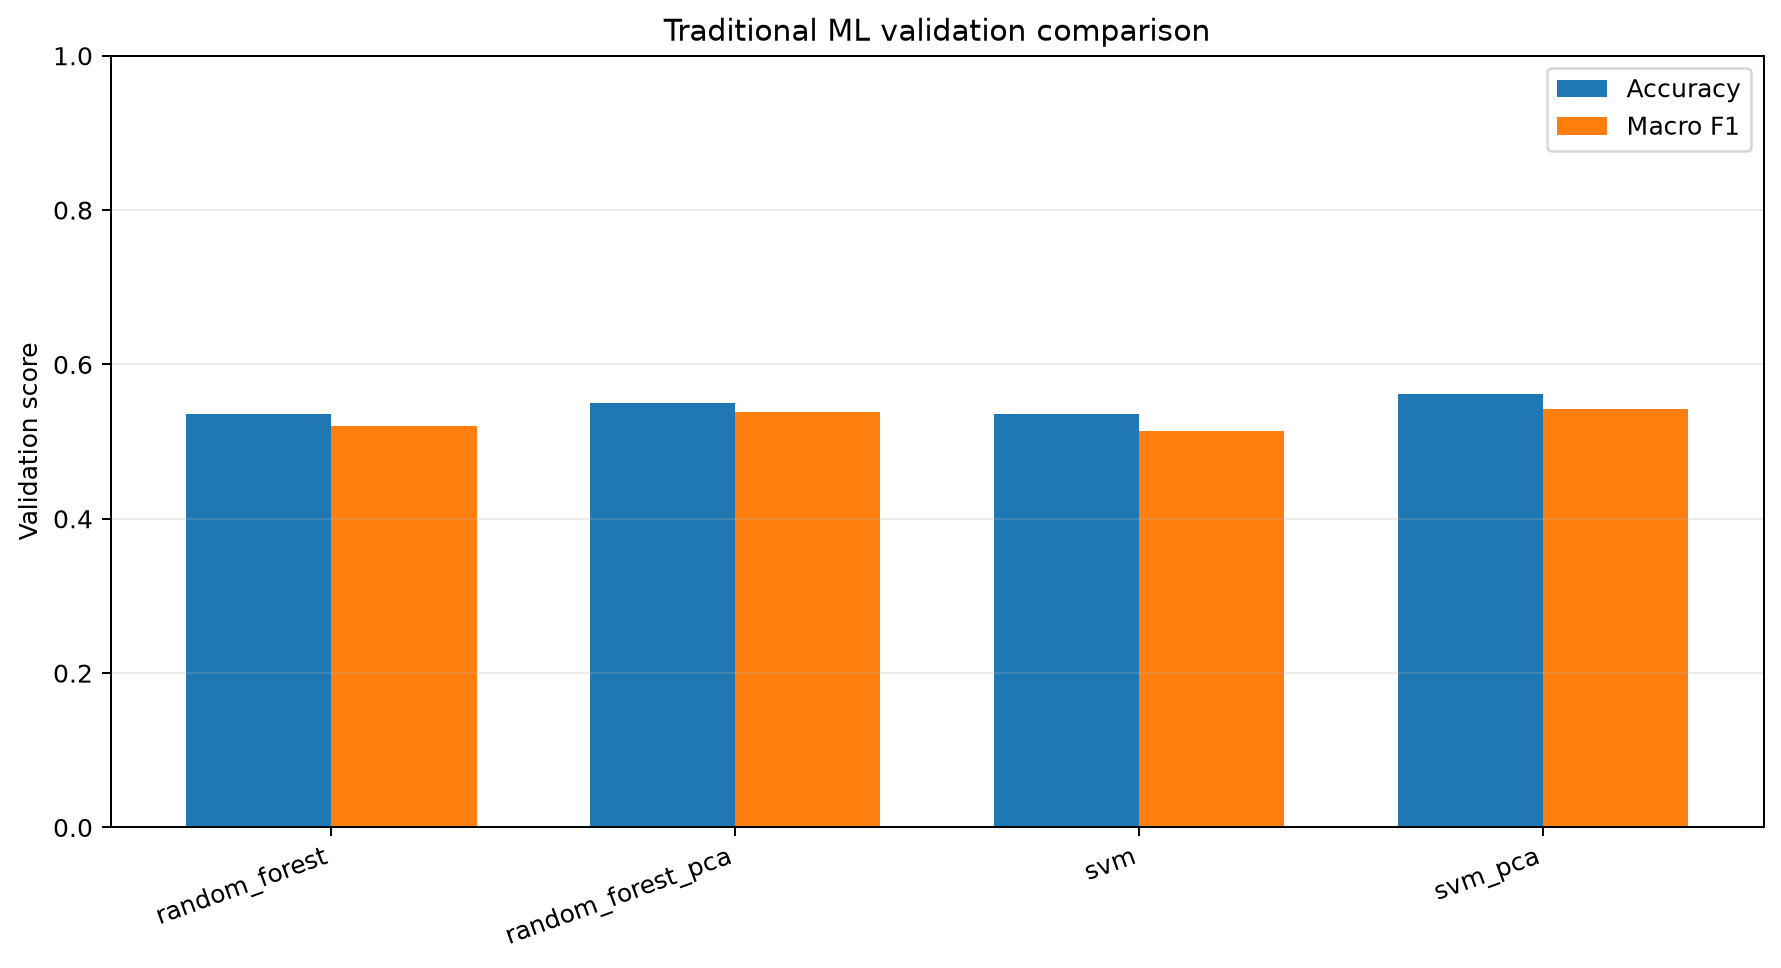 Traditional ML validation comparison
1.0
0.8
0.6
0.4
0.2
0.0
Validation score
Accuracy
Macro F1
random_forest
random_forest_pca
svm
svm_pca